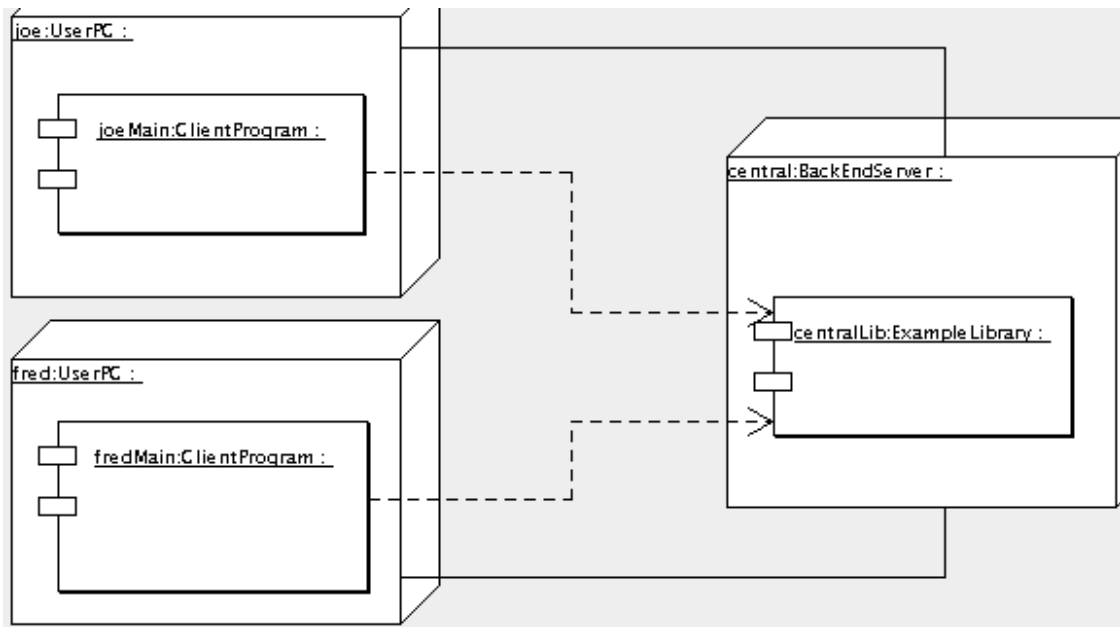 joe:UserPC :
joeMain:ClientProgram :
central:BackEndServer :
centralLib:ExampleLibrary :
fred:UserPC :
fredMain:ClientProgram :